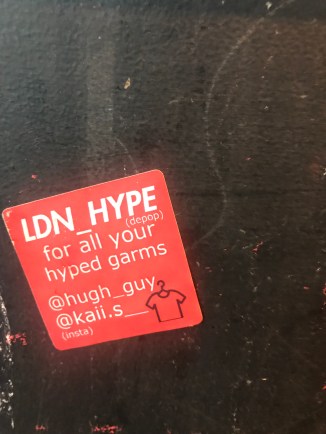 LDN_HYPE
(depop)
for all your
hyped garms
@hugh_guy
@kaii.s__
(insta)